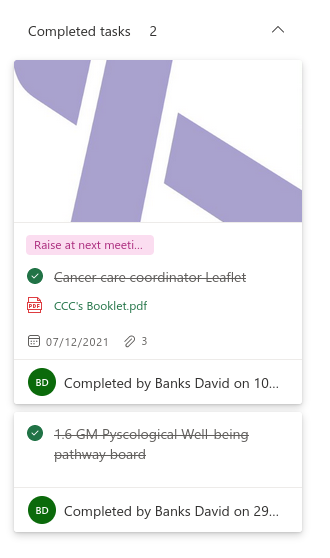 Completed tasks 2
Raise at next meeti...
Cancer care coordinator Leaflet
PDF
CCC's Booklet.pdf
07/12/2021 3
BD Completed by Banks David on 10...
1.6 GM Pyscological Well-being
pathway board
BD Completed by Banks David on 29...